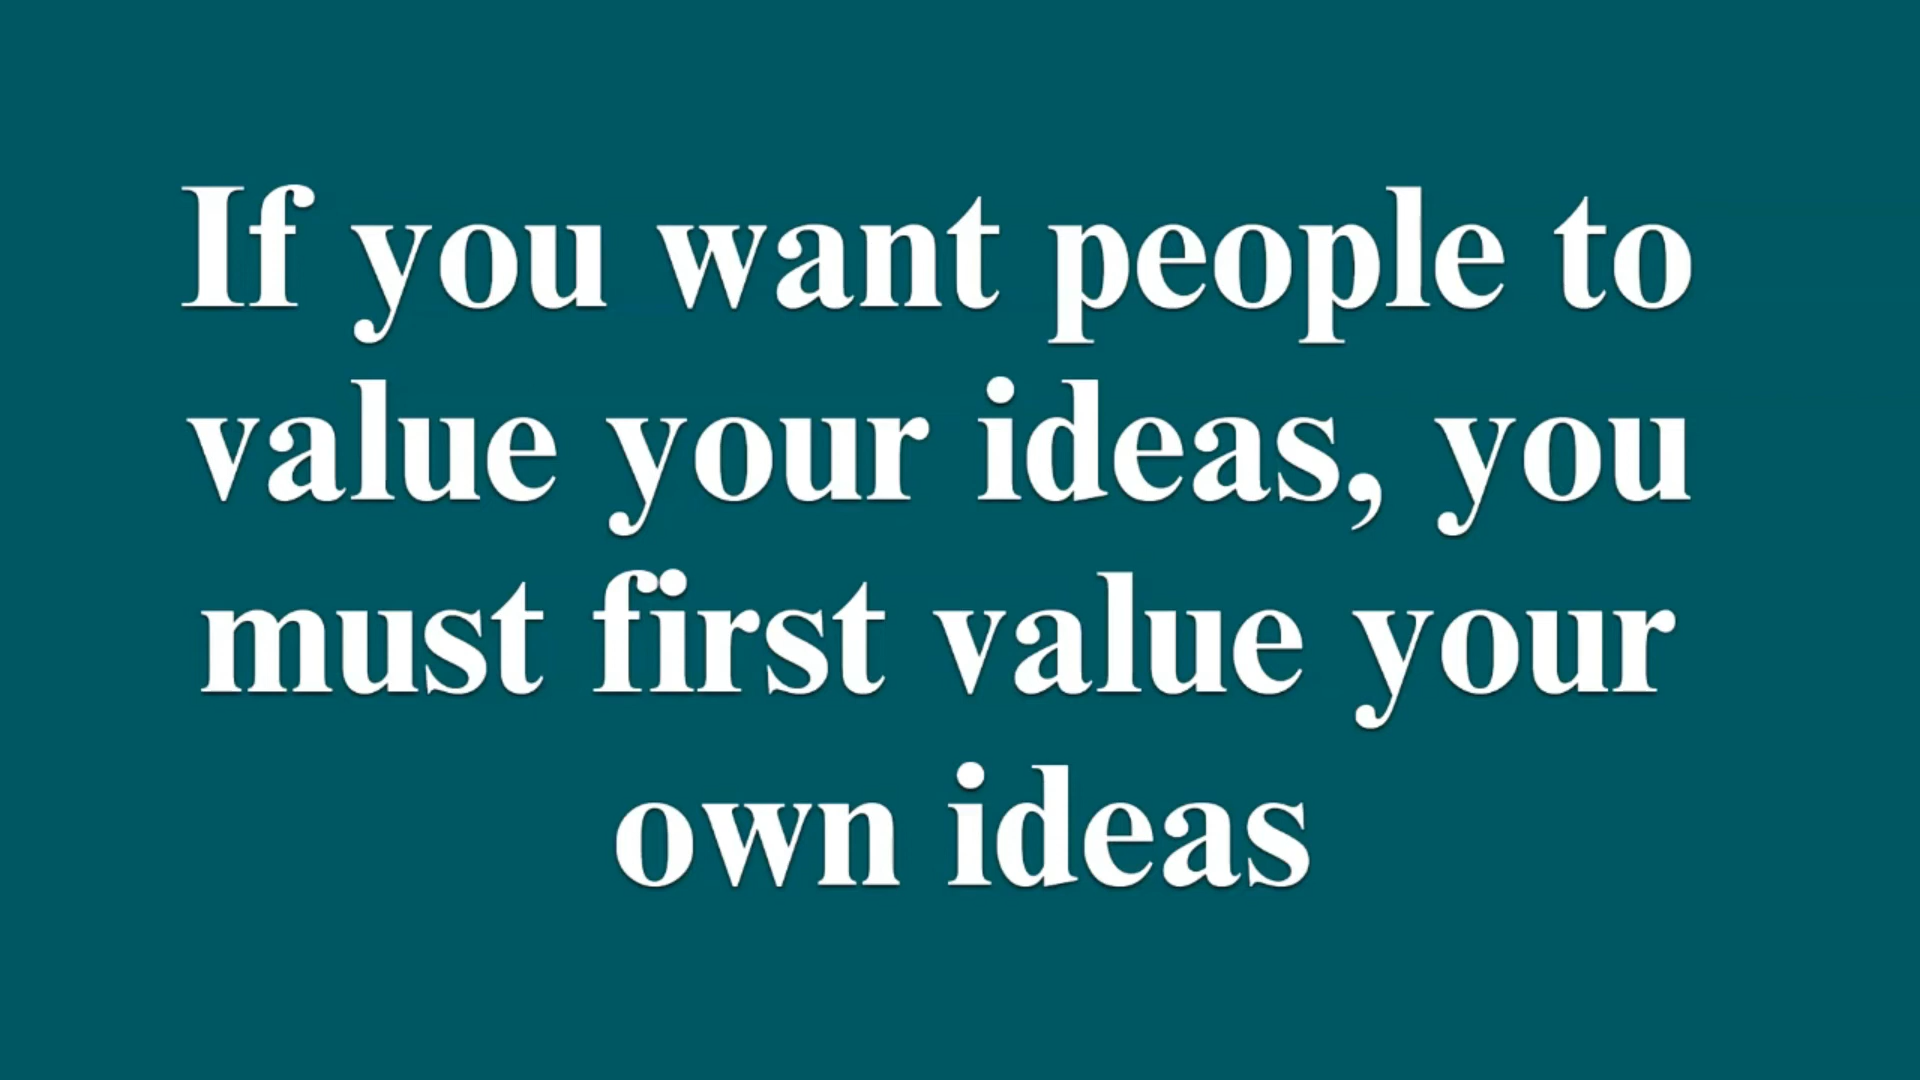 If you want people to
value your ideas, you
must first value your
own ideas